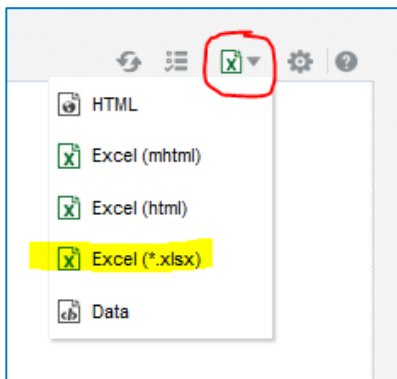 HTML
Excel (mhtml)
Excel (html)
Excel (*.xlsx)
Data